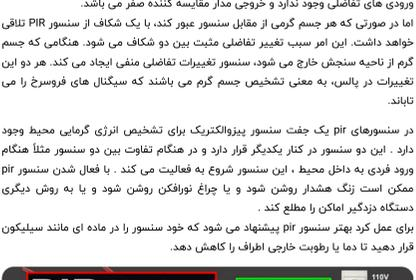 ورودی های تفاضلی وجود ندارد و خروجی مدار مقایسه کننده صفر می باشد.
اما در صورتی که هر جسم گرمی از مقابل سنسور عبور کند، با یک شکاف از سنسور PIR تلاقی
خواهد داشت. این امر سبب تغییر تفاضلی مثبت بین دو شکاف می شود. هنگامی که جسم
گرم از ناحیه سنجش خارج می شود، سنسور تغییرات تفاضلی منفی ایجاد می کند. هر دو این
تغییرات در پالس، به معنی تشخیص جسم گرم می باشند که سیگنال های فروسرخ را می
تاباند.
در سنسورهای pir یک جفت سنسور پیزوالکتریک برای تشخیص انرژی گرمایی محیط وجود
دارد . این دو سنسور در کنار یکدیگر قرار دارد و در هنگام تفاوت بین دو سنسور مثلاً هنگام
ورود فردی به داخل محیط ، این سنسور شروع به فعالیت می کند . با فعال شدن سنسور pir
ممکن است زنگ هشدار روشن شود و یا چراغ نورافکن روشن شود و یا به روش دیگری
دستگاه دزدگیر اماکن را مطلع کند .
برای عمل کرد بهتر سنسور pir پیشنهاد می شود که خود سنسور را در ماده ای مانند سیلیکون
قرار دهید تا دما یا رطوبت خارجی اطراف را کاهش دهد.
110V